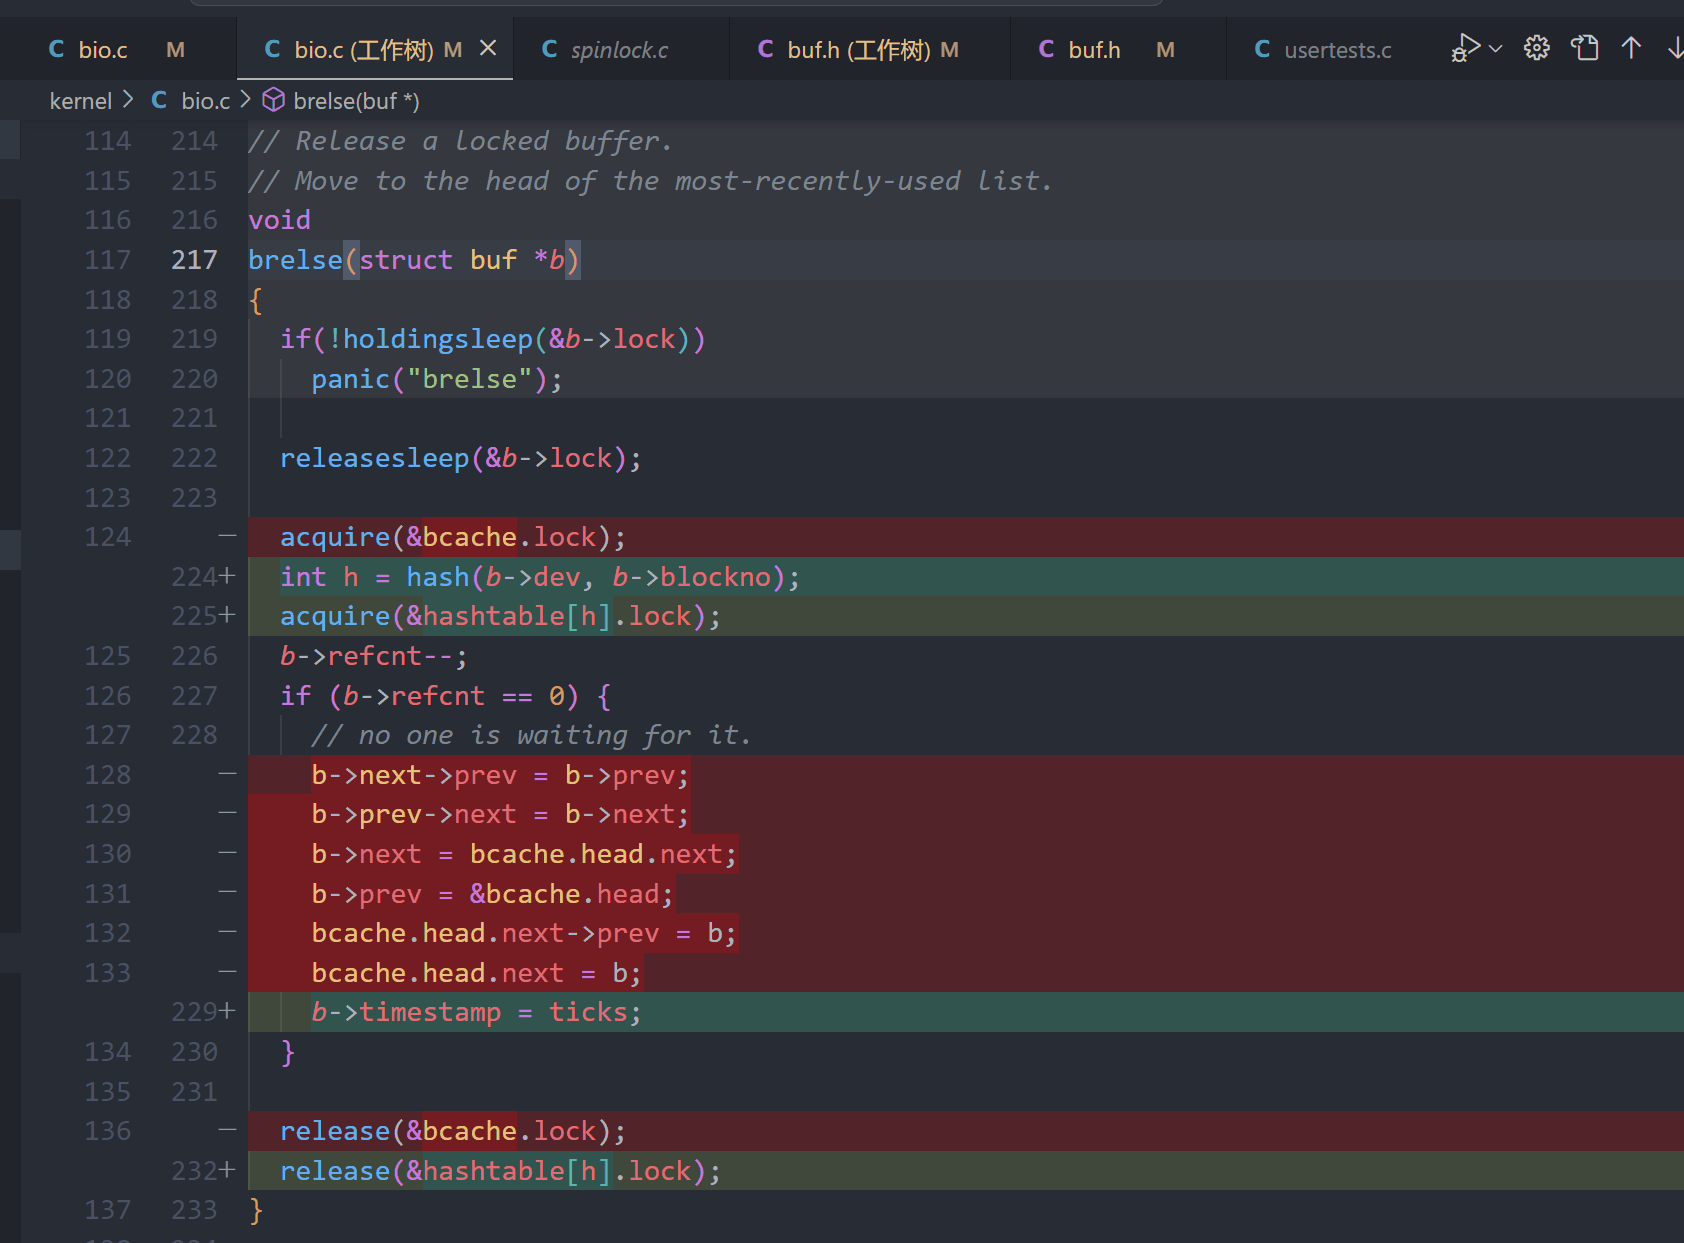 C bio.c M C bio.c (工作树) M C spinlock.c C buf.h (工作树) M C buf.h M C usertests.c
kernel > C bio.c > brelse(buf *)
114 214 // Release a locked buffer.
115 215 // Move to the head of the most-recently-used list.
116 216 void
117 217 brelse(struct buf *b)
118 218 {
119 219 if(!holdingsleep(&b->lock))
120 220 panic("brelse");
121 221
122 222 releasesleep(&b->lock);
123 223
124 — acquire(&bcache.lock);
224+ int h = hash(b->dev, b->blockno);
225+ acquire(&hashtable[h].lock);
125 226 b->refcnt--;
126 227 if (b->refcnt == 0) {
127 228 // no one is waiting for it.
128 — b->next->prev = b->prev;
129 — b->prev->next = b->next;
130 — b->next = bcache.head.next;
131 — b->prev = &bcache.head;
132 — bcache.head.next->prev = b;
133 — bcache.head.next = b;
229+ b->timestamp = ticks;
134 230 }
135 231
136 — release(&bcache.lock);
232+ release(&hashtable[h].lock);
137 233 }